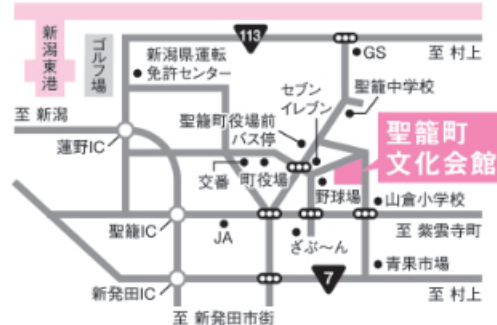 113
新潟東港
ゴルフ場
新潟県運転
免許センター
GS
至 村上
セブン
イレブン
聖籠中学校
至 新潟
聖籠町役場前
バス停
聖籠町
文化会館
蓮野IC
交番
町役場
野球場
山倉小学校
聖籠IC
JA
ざぶ〜ん
至 紫雲寺町
青果市場
新発田IC
7
至 村上
至 新発田市街